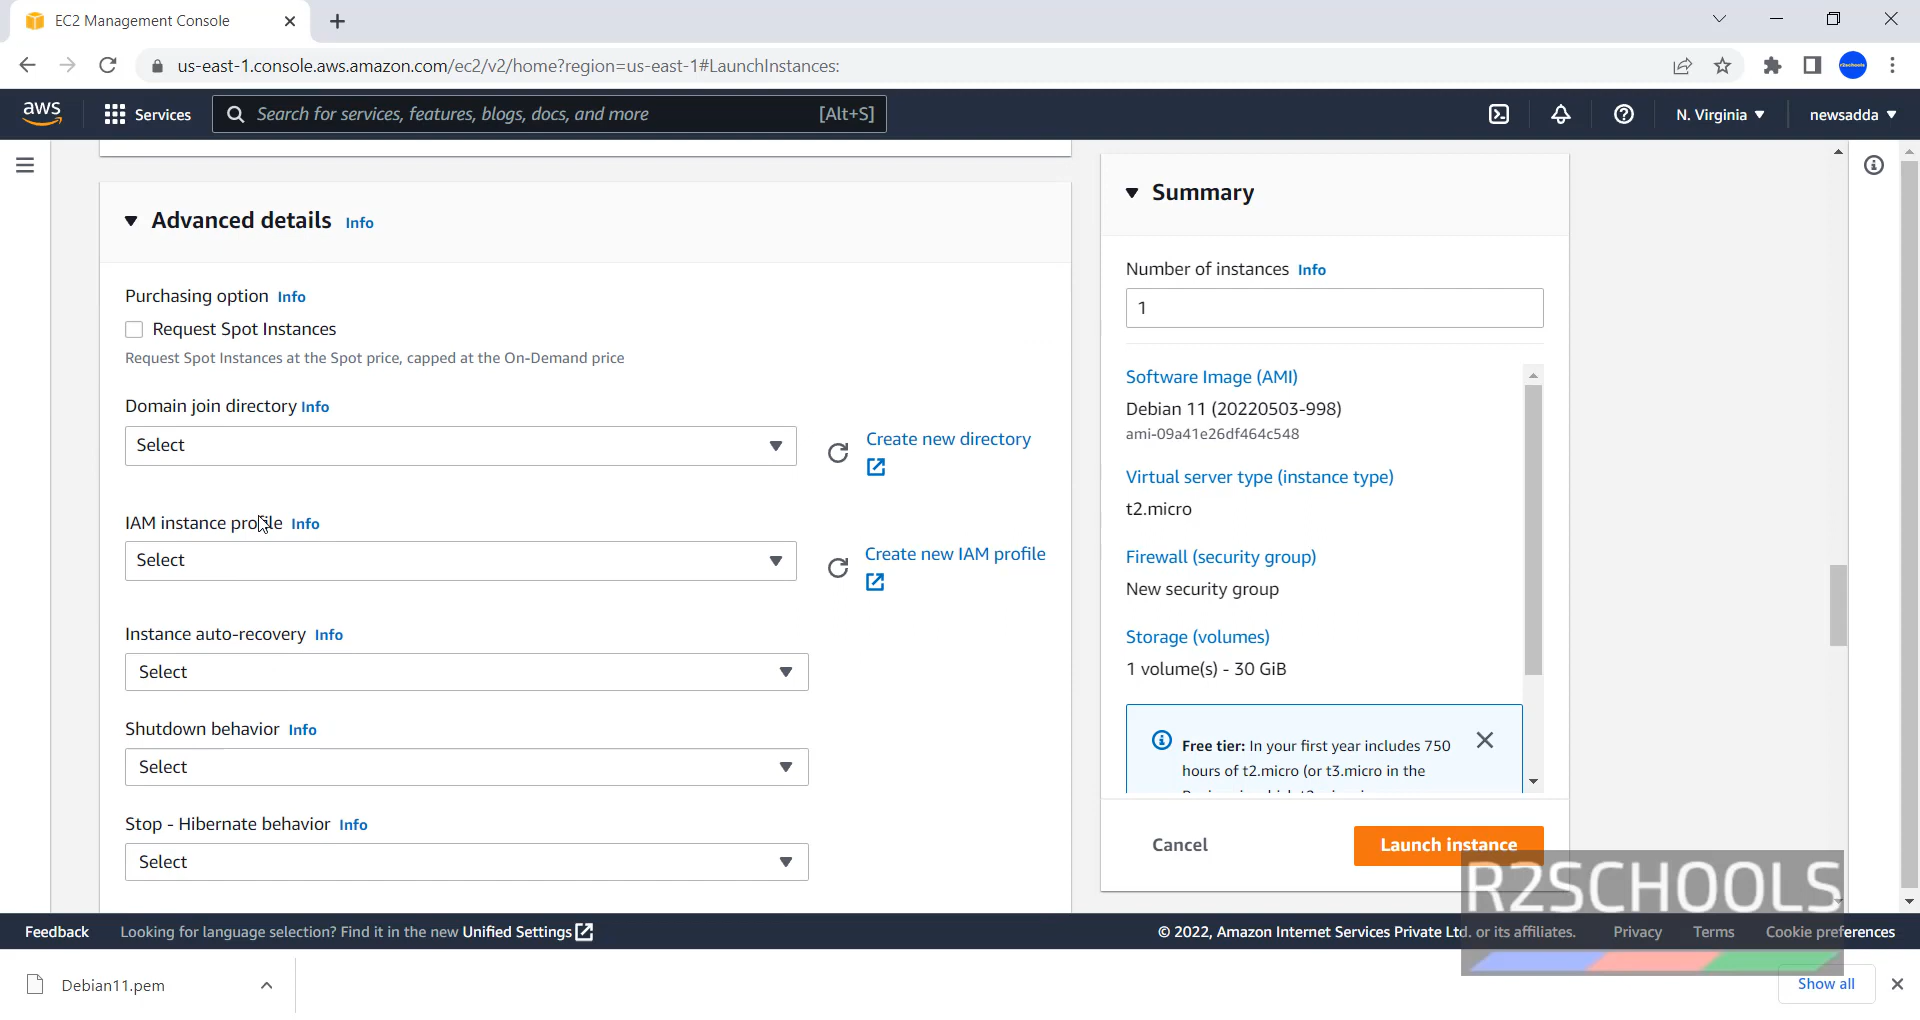 EC2 Management Console
us-east-1.console.aws.amazon.com/ec2/v2/home?region=us-east-1#LaunchInstances:
aws
Services
Search for services, features, blogs, docs, and more
[Alt+S]
N. Virginia
newsadda
Advanced details Info
Purchasing option Info
Request Spot Instances
Request Spot Instances at the Spot price, capped at the On-Demand price
Domain join directory Info
Select
Create new directory
IAM instance profile Info
Select
Create new IAM profile
Instance auto-recovery Info
Select
Shutdown behavior Info
Select
Stop - Hibernate behavior Info
Select
Summary
Number of instances Info
1
Software Image (AMI)
Debian 11 (20220503-998)
ami-09a41e26df464c548
Virtual server type (instance type)
t2.micro
Firewall (security group)
New security group
Storage (volumes)
1 volume(s) - 30 GiB
Free tier: In your first year includes 750
hours of t2.micro (or t3.micro in the
Cancel
Launch instance
R2SCHOOLS
Feedback
Looking for language selection? Find it in the new Unified Settings
© 2022, Amazon Internet Services Private Ltd. or its affiliates.
Privacy
Terms
Cookie preferences
Debian11.pem
Show all